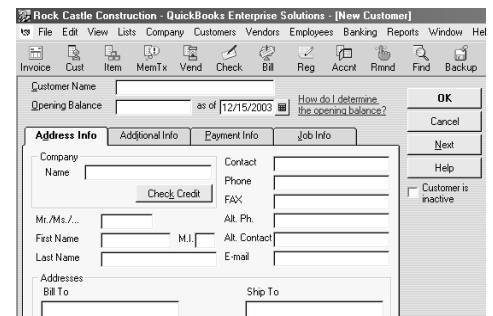 Rock Castle Construction - QuickBooks Enterprise Solutions - [New Customer]
File Edit View Lists Company Customers Vendors Employees Banking Reports Window Hel
Invoice Cust Item MemTx Vend Check Bill Reg Accnt Rmnd Find Backup
Customer Name
Opening Balance as of 12/15/2003 How do I determine
the opening balance?
OK
Cancel
Next
Help
Customer is
inactive
Address Info Additional Info Payment Info Job Info
Company
Name
Check Credit
Mr./Ms./...
First Name M.I.
Last Name
Contact
Phone
FAX
Alt. Ph.
Alt. Contact
E-mail
Addresses
Bill To Ship To